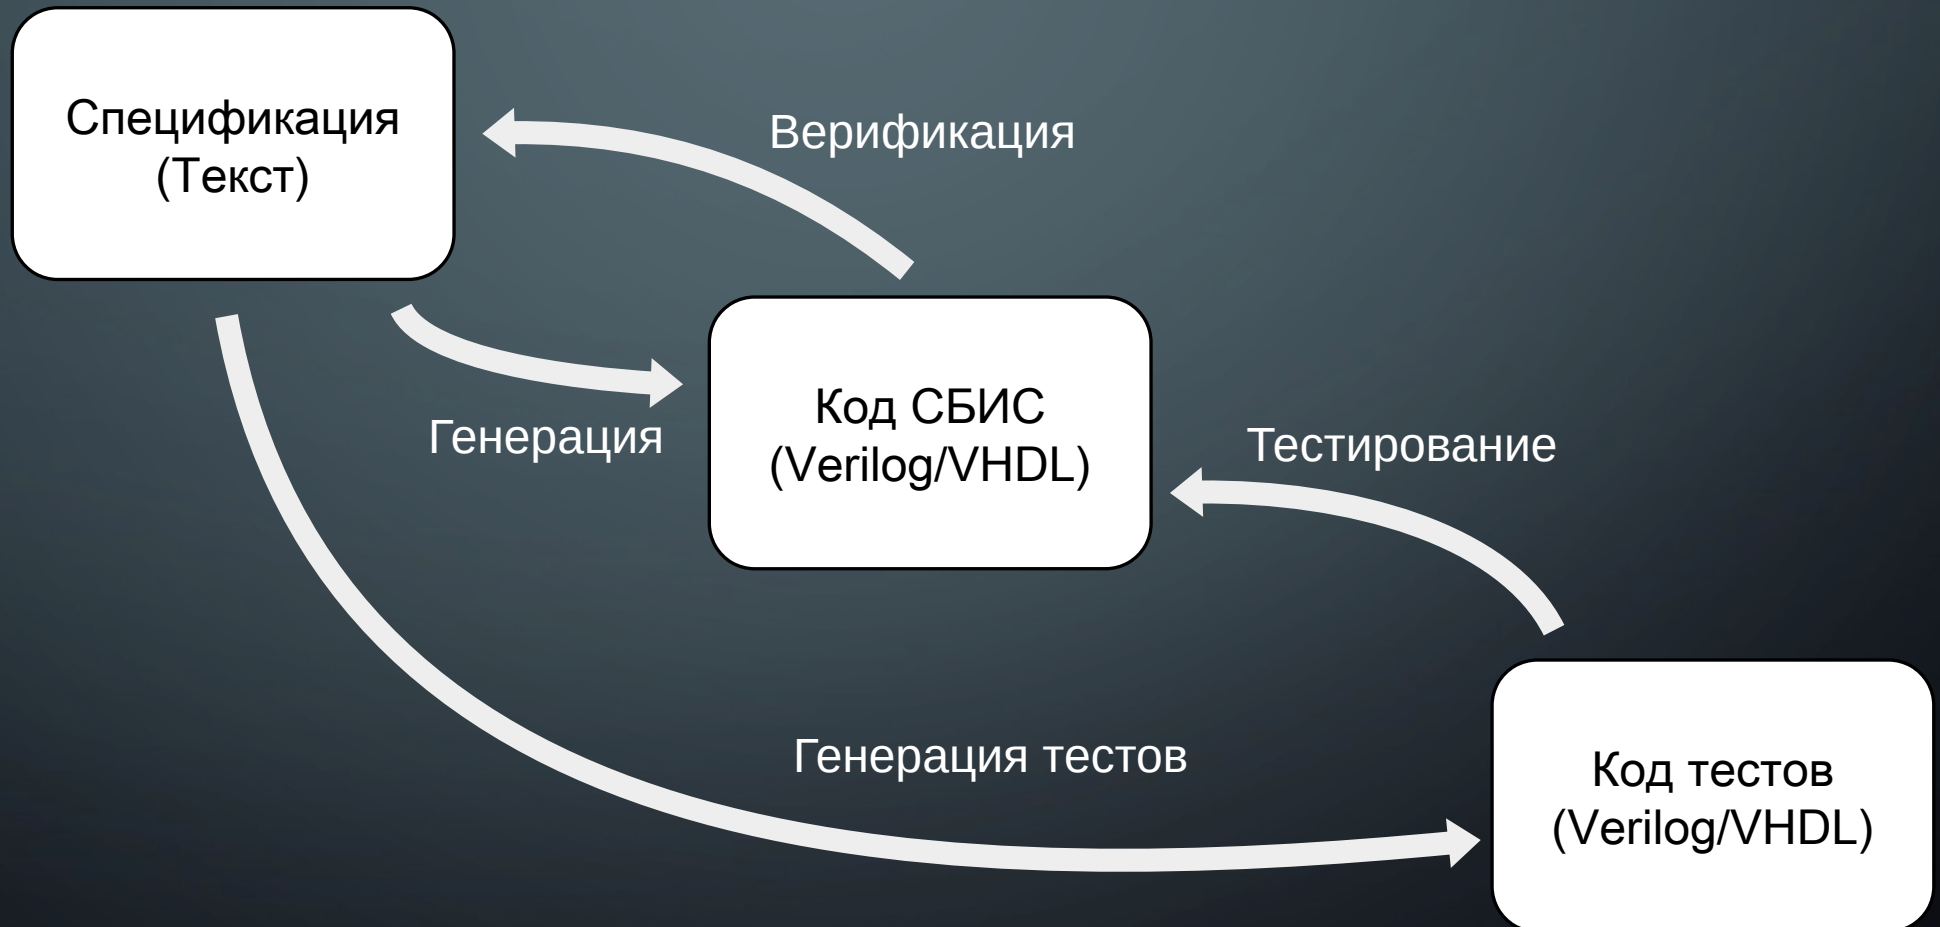 Спецификация
(Текст)
Верификация
Генерация
Код СБИС
(Verilog/VHDL)
Тестирование
Генерация тестов
Код тестов
(Verilog/VHDL)